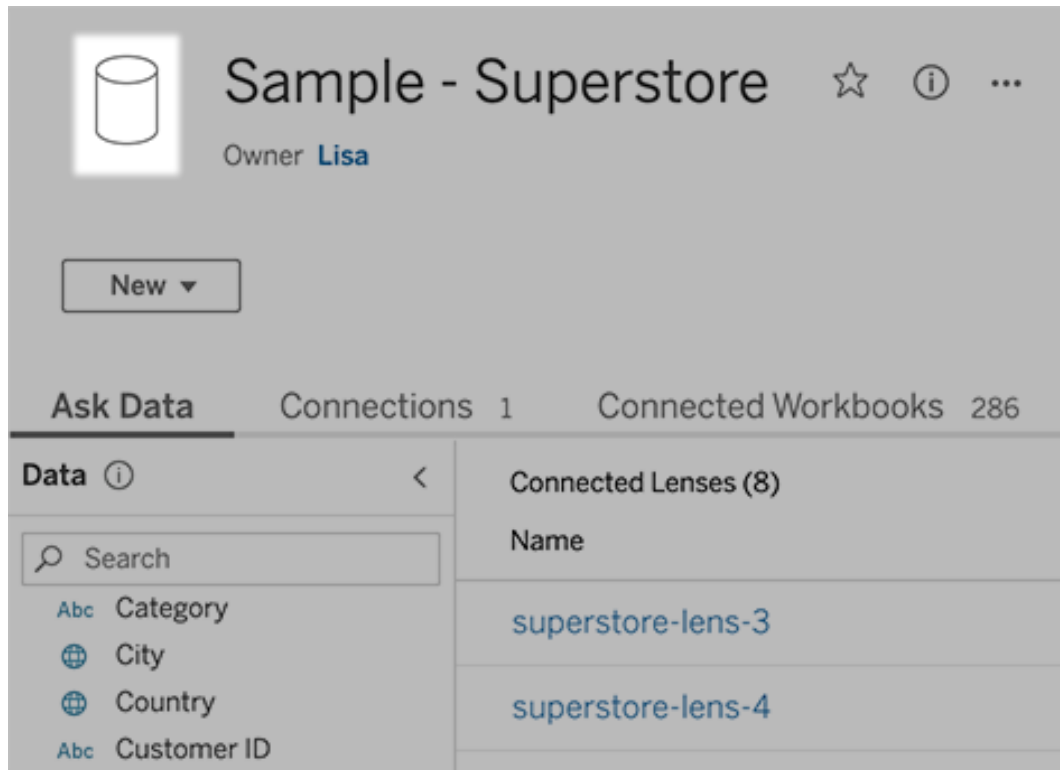 Sample - Superstore
Owner Lisa
New
Ask Data Connections 1 Connected Workbooks 286
Data
Search
Abc Category
City
Country
Abc Customer ID
Connected Lenses (8)
Name
superstore-lens-3
superstore-lens-4